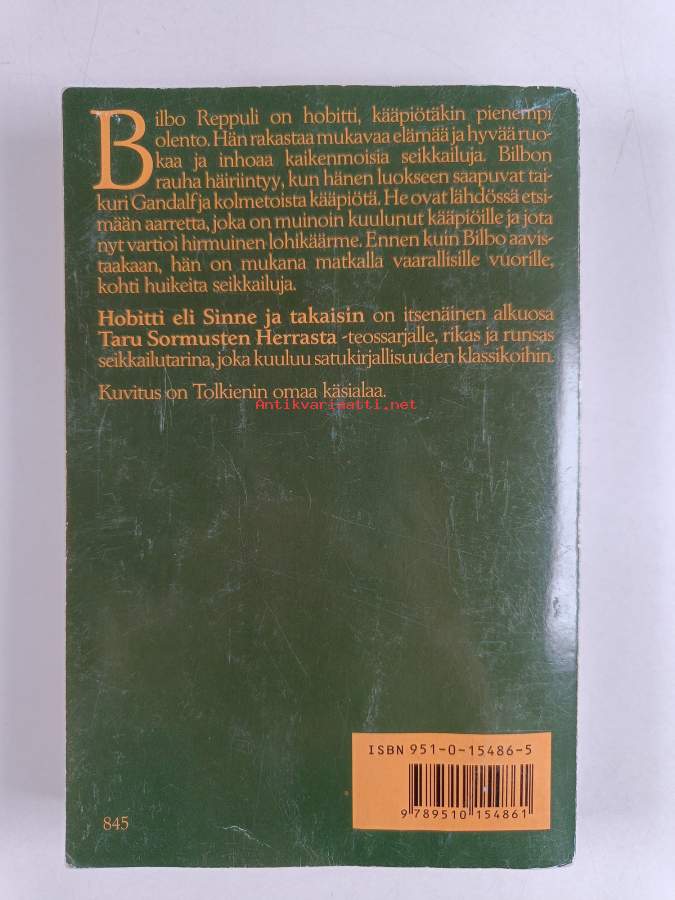 Bilbo Reppuli on hobitti, kääpiötäkin pienempi
olento. Hän rakastaa mukavaa elämää ja hyvää ruo-
kaa ja inhoaa kaikenmoisia seikkailuja. Bilbon
rauha häiriintyy, kun hänen luokseen saapuvat tai-
kuri Gandalf ja kolmetoista kääpiötä. He ovat lähdössä etsi-
mään aarretta, joka on muinoin kuulunut kääpiöille ja jota
nyt vartioi hirmuinen lohikäärme. Ennen kuin Bilbo aavis-
taakaan, hän on mukana matkalla vaarallisille vuorille,
kohti huikeita seikkailuja.
Hobitti eli Sinne ja takaisin on itsenäinen alkuosa
Taru Sormusten Herrasta -teossarjalle, rikas ja runsas
seikkailutarina, joka kuuluu satukirjallisuuden klassikoihin.
Kuvitus on Tolkienin omaa käsialaa.
Antikvariaatti.net
ISBN 951-0-15486-5
9 789510 154861
845